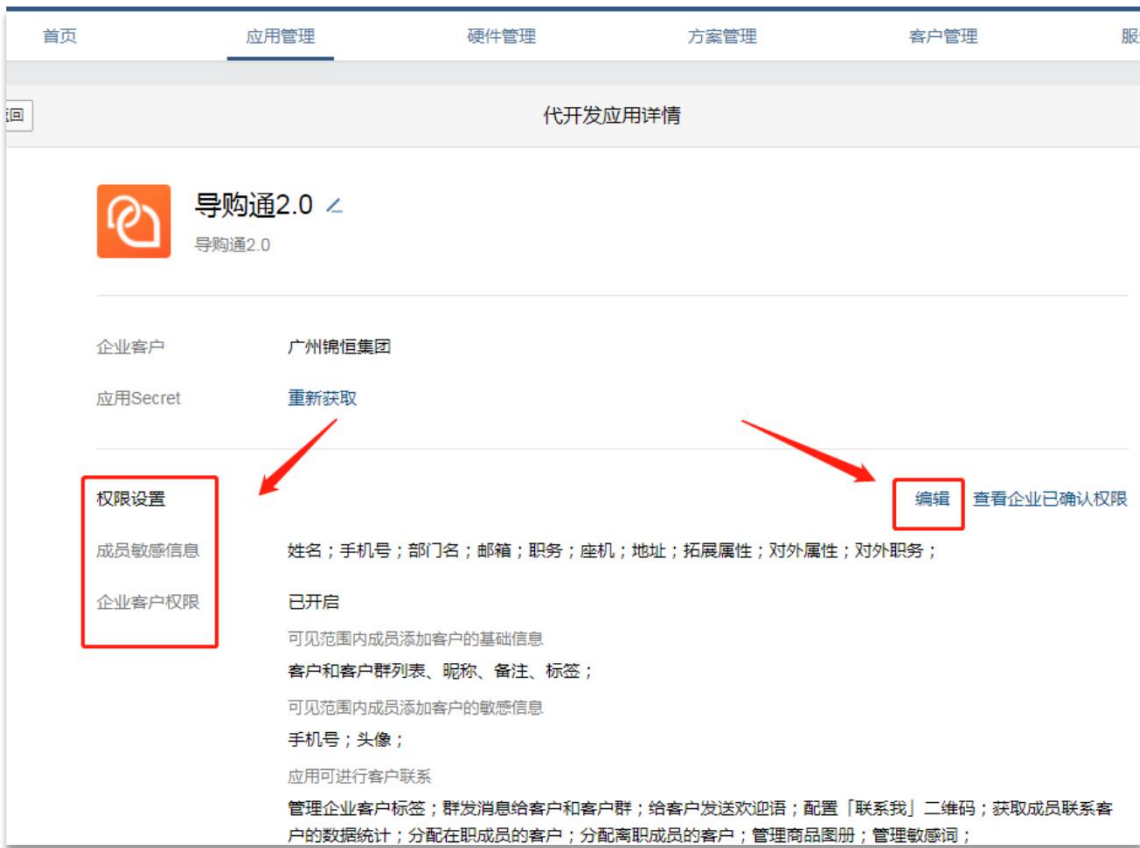 首页 应用管理 硬件管理 方案管理 客户管理
代开发应用详情
导购通2.0
导购通2.0
企业客户 广州锦恒集团
应用Secret 重新获取
权限设置 编辑 查看企业已确认权限
成员敏感信息 姓名；手机号；部门名；邮箱；职务；座机；地址；拓展属性；对外属性；对外职务；
企业客户权限 已开启
可见范围内成员添加客户的基础信息
客户和客户群列表、昵称、备注、标签；
可见范围内成员添加客户的敏感信息
手机号；头像；
应用可进行客户联系
管理企业客户标签；群发消息给客户和客户群；给客户发送欢迎语；配置「联系我」二维码；获取成员联系客
户的数据统计；分配在职成员的客户；分配离职成员的客户；管理商品图册；管理敏感词；